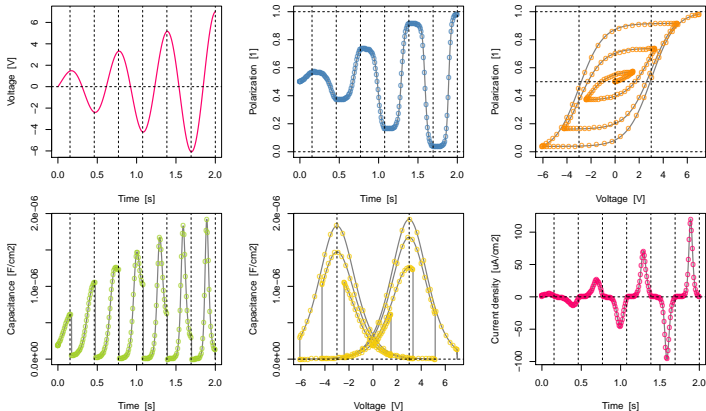 Voltage [V]
6
4
2
0
−2
−4
−6
0.0 0.5 1.0 1.5 2.0
Time [s]
Polarization [1]
1.0
0.8
0.6
0.4
0.2
0.0
0.0 0.5 1.0 1.5 2.0
Time [s]
Polarization [1]
1.0
0.8
0.6
0.4
0.2
0.0
−6 −4 −2 0 2 4 6
Voltage [V]
Capacitance [F/cm2]
2.0e−06
1.0e−06
0.0e+00
0.0 0.5 1.0 1.5 2.0
Time [s]
Capacitance [F/cm2]
2.0e−06
1.0e−06
0.0e+00
−6 −4 −2 0 2 4 6
Voltage [V]
Current density [uA/cm2]
100
50
0
−50
−100
0.0 0.5 1.0 1.5 2.0
Time [s]